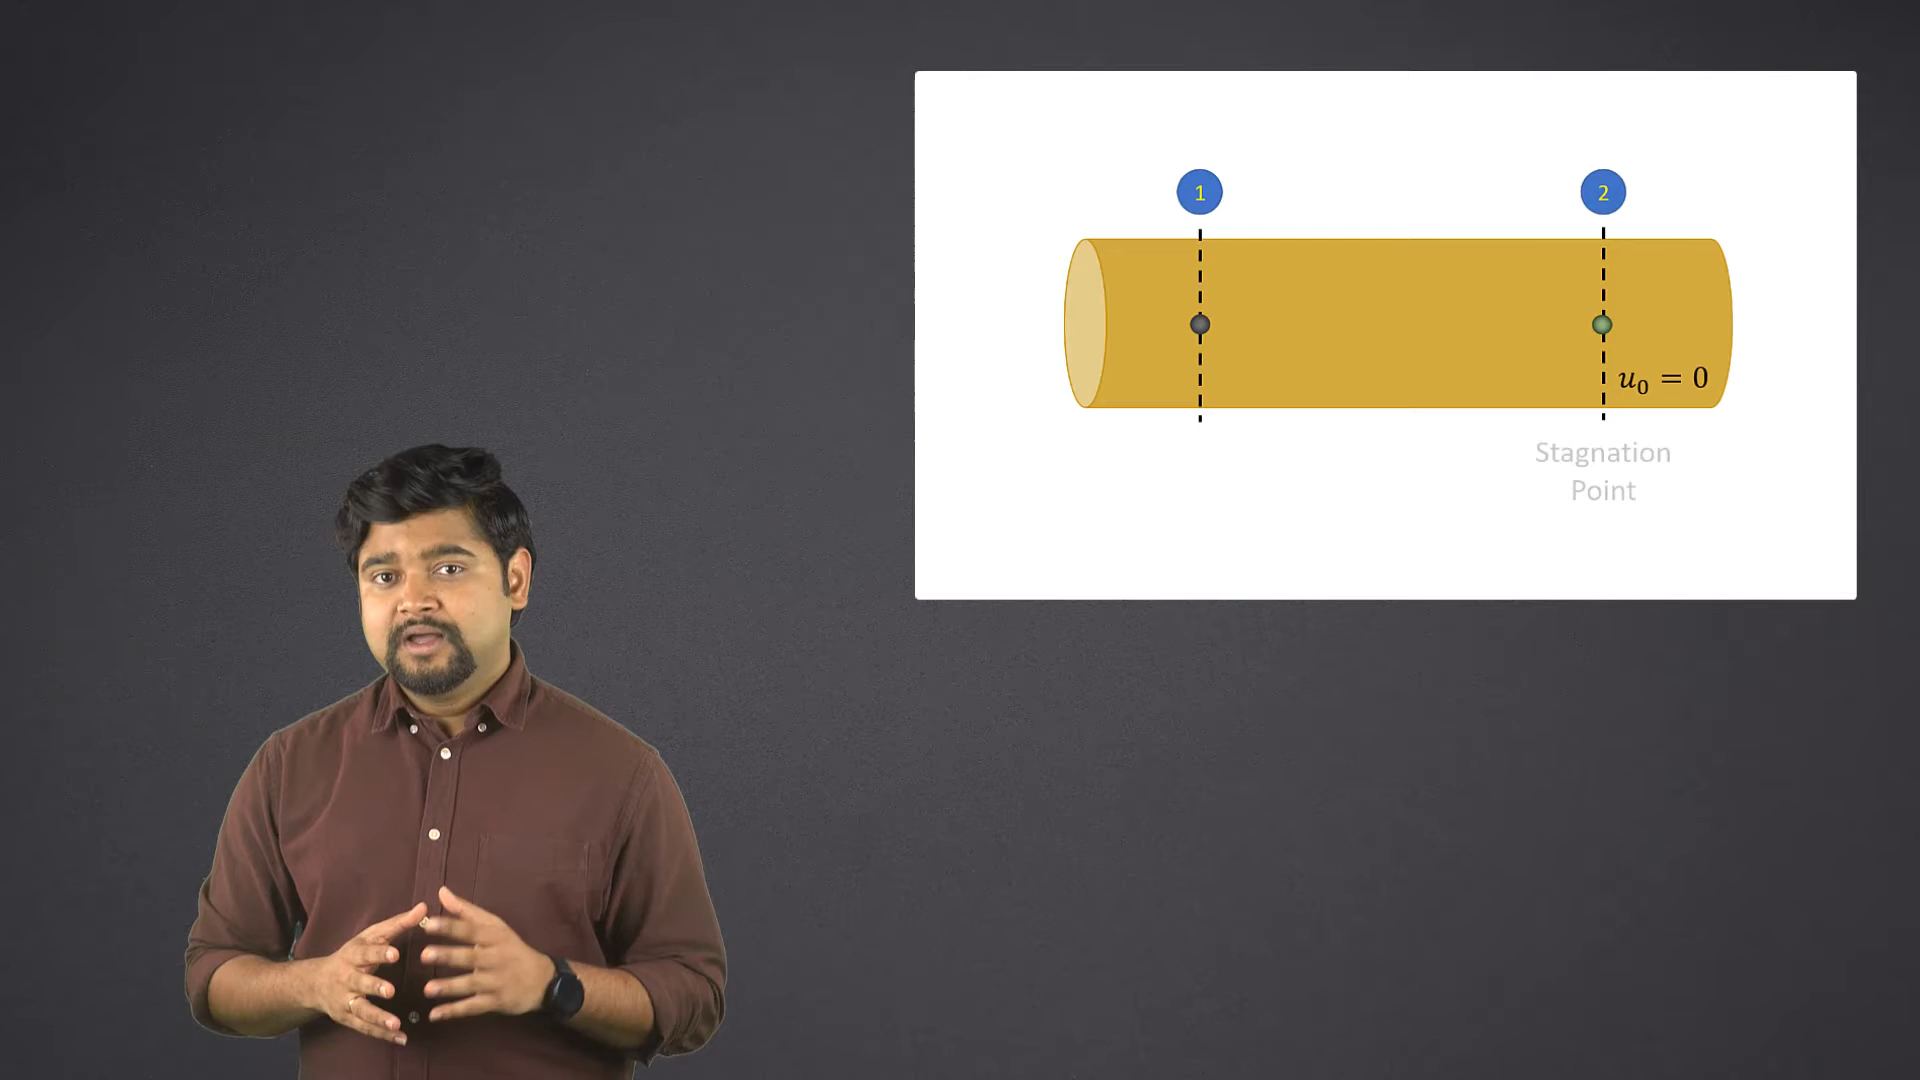 1
2
u₀ = 0
Stagnation
Point